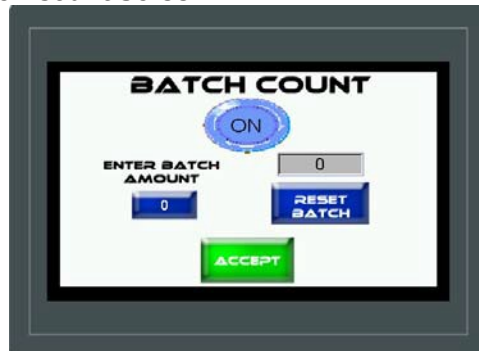 BATCH COUNT
ON
ENTER BATCH
AMOUNT
0
0
RESET
BATCH
ACCEPT